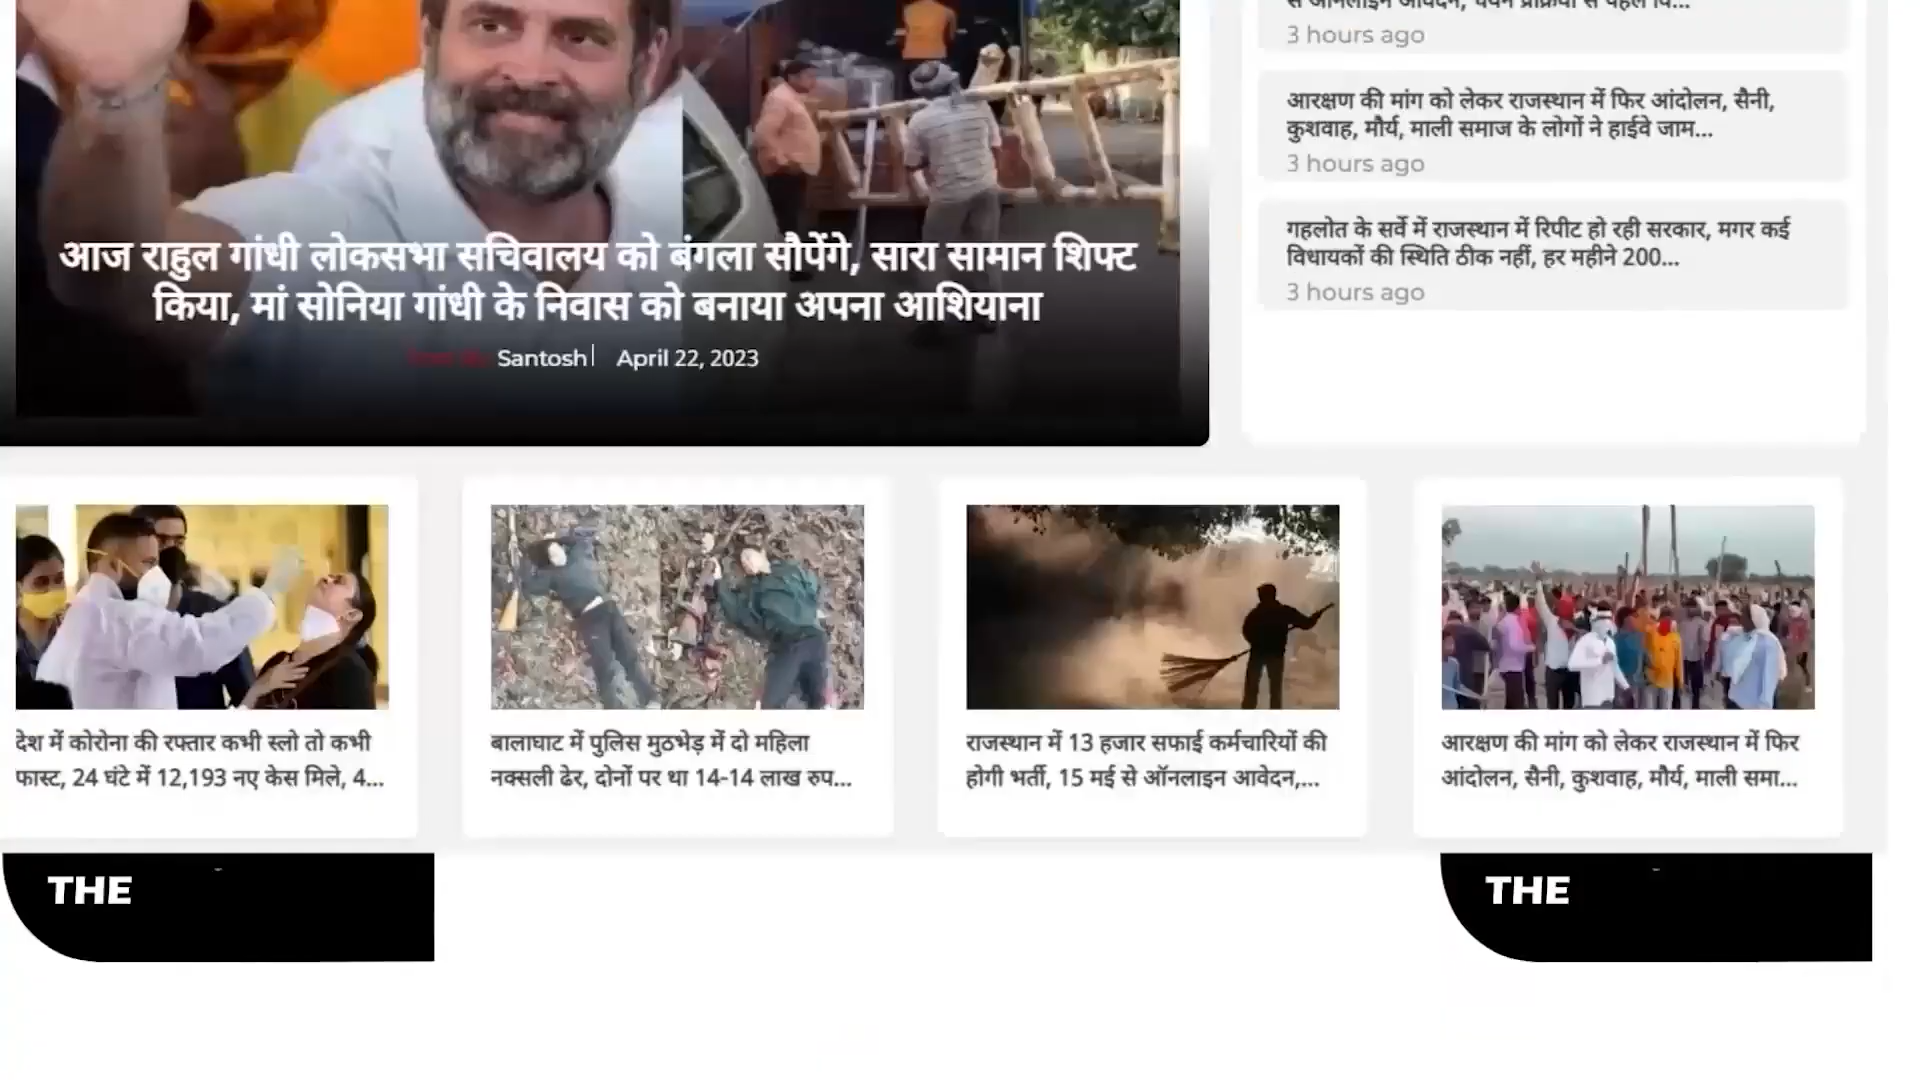 आज राहुल गांधी लोकसभा सचिवालय को बंगला सौपेंगे, सारा सामान शिफ्ट
किया, मां सोनिया गांधी के निवास को बनाया अपना आशियाना
Santosh | April 22, 2023
3 hours ago
आरक्षण की मांग को लेकर राजस्थान में फिर आंदोलन, सैनी,
कुशवाह, मौर्य, माली समाज के लोगों ने हाईवे जाम...
3 hours ago
गहलोत के सर्वे में राजस्थान में रिपीट हो रही सरकार, मगर कई
विधायकों की स्थिति ठीक नहीं, हर महीने 200...
3 hours ago
देश में कोरोना की रफ्तार कभी स्लो तो कभी
फास्ट, 24 घंटे में 12,193 नए केस मिले, 4...
बालाघाट में पुलिस मुठभेड़ में दो महिला
नक्सली ढेर, दोनों पर था 14-14 लाख रुप...
राजस्थान में 13 हजार सफाई कर्मचारियों की
होगी भर्ती, 15 मई से ऑनलाइन आवेदन,...
आरक्षण की मांग को लेकर राजस्थान में फिर
आंदोलन, सैनी, कुशवाह, मौर्य, माली समा...
THE
THE